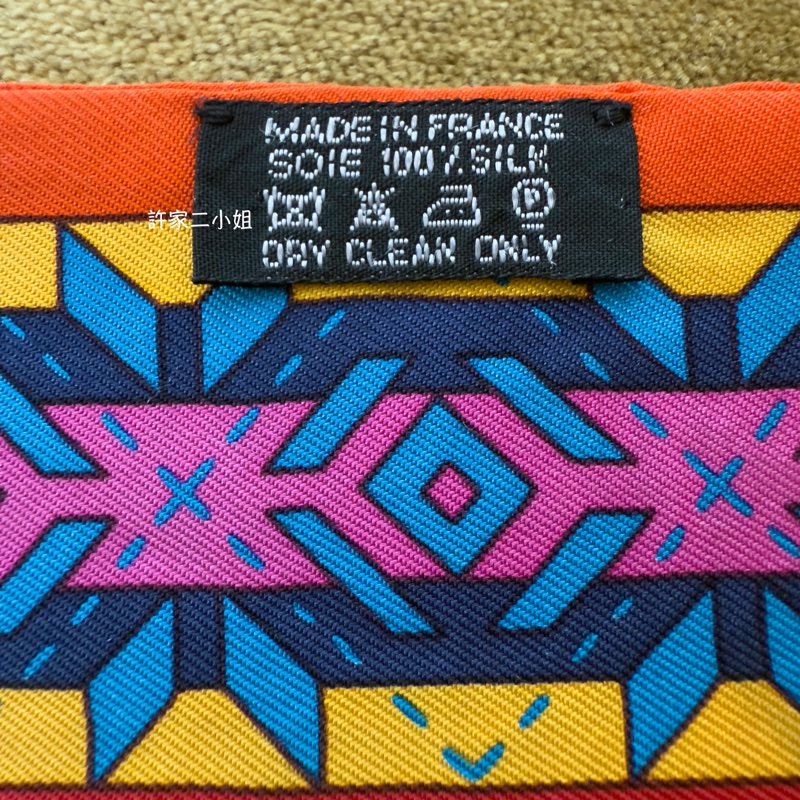 MADE IN FRANCE
SOIE 100% SILK
許家二小姐
DRY CLEAN ONLY